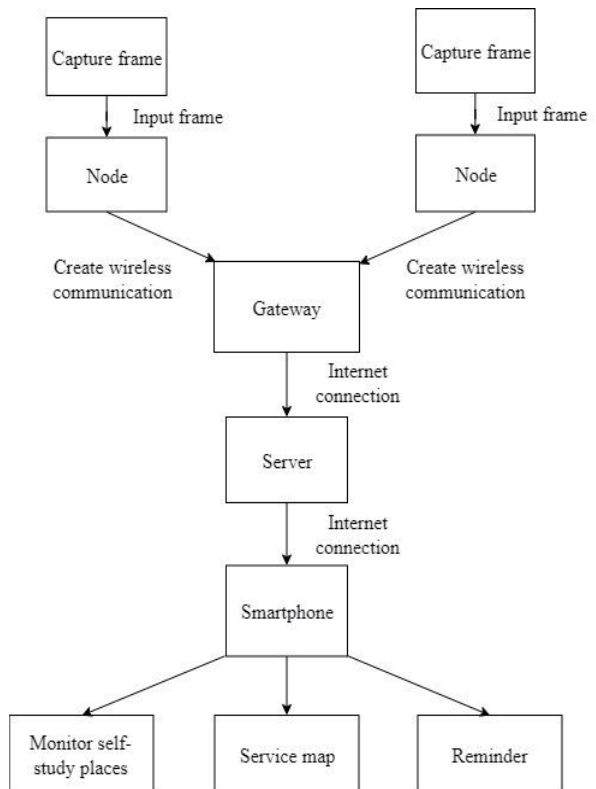 Capture frame
Capture frame
Input frame
Input frame
Node
Node
Create wireless
communication
Create wireless
communication
Gateway
Internet
connection
Server
Internet
connection
Smartphone
Monitor self-
study places
Service map
Reminder